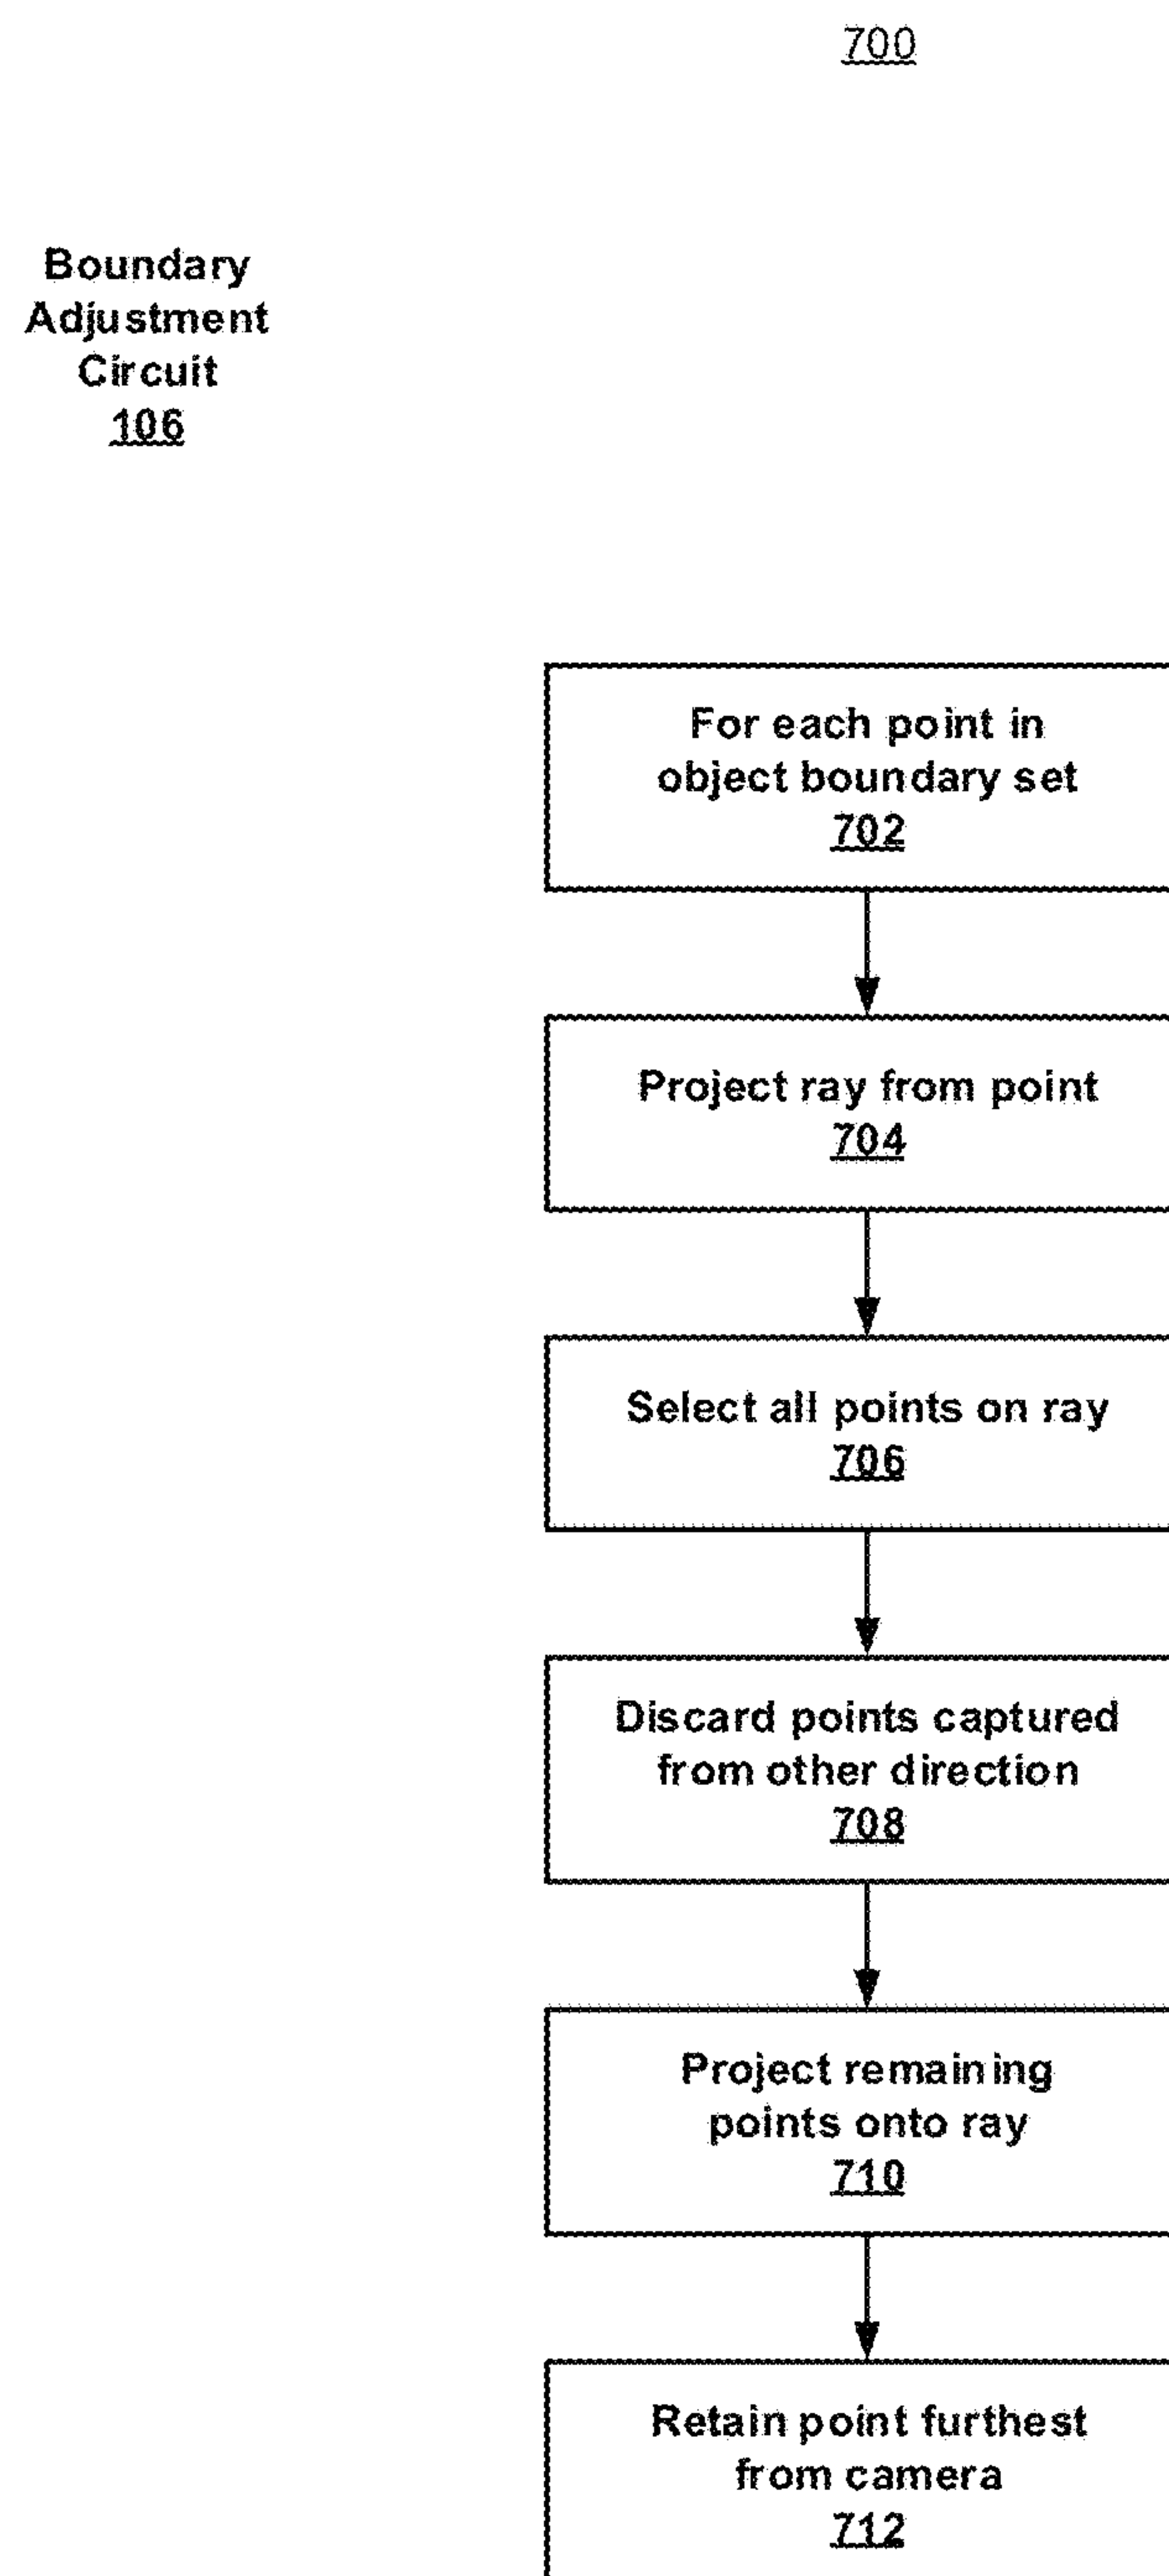 700
Boundary
Adjustment
Circuit
106
For each point in
object boundary set
702
Project ray from point
704
Select all points on ray
706
Discard points captured
from other direction
708
Project remaining
points onto ray
710
Retain point furthest
from camera
712